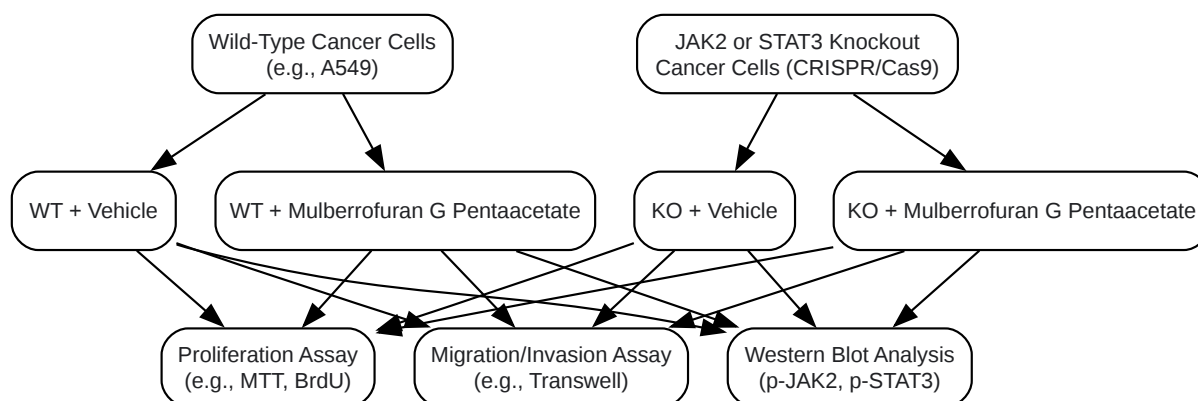 Wild-Type Cancer Cells
(e.g., A549)
JAK2 or STAT3 Knockout
Cancer Cells (CRISPR/Cas9)
WT + Vehicle
WT + Mulberrofuran G Pentaacetate
KO + Vehicle
KO + Mulberrofuran G Pentaacetate
Proliferation Assay
(e.g., MTT, BrdU)
Migration/Invasion Assay
(e.g., Transwell)
Western Blot Analysis
(p-JAK2, p-STAT3)